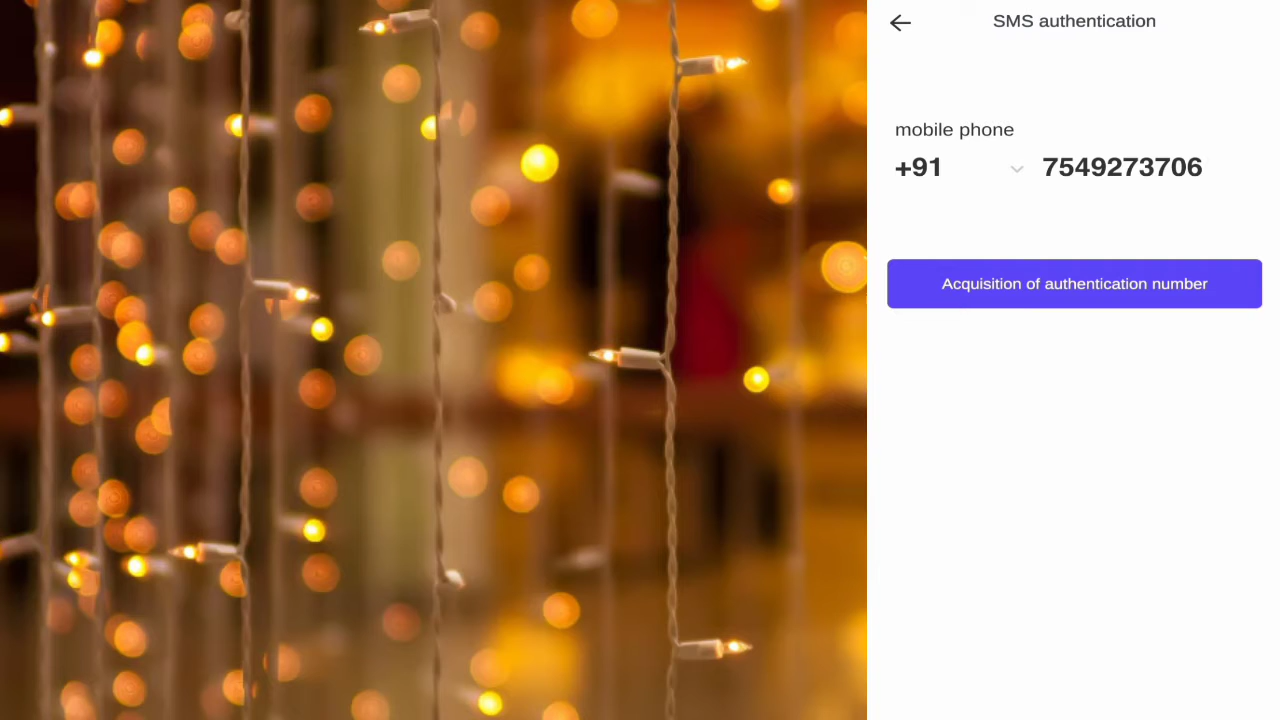 SMS authentication
mobile phone
+91 7549273706
Acquisition of authentication number